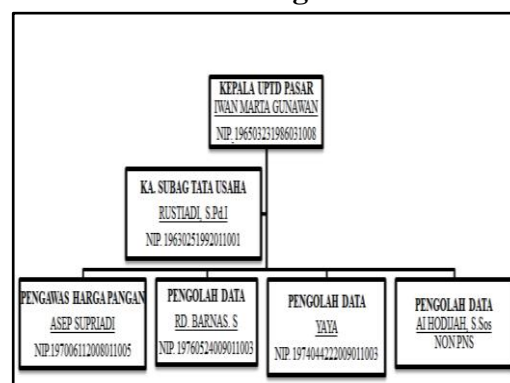 KEPALA UPTD PASAR
IWAN MARTA GUNAWAN
NIP. 196503231986031008
KA. SUBAG TATA USAHA
RUSTIADI, S.Pd.I
NIP. 19630251992011001
PENGAWAS HARGA PANGAN
ASEP SUPRIADI
NIP.197006112008011005
PENGOLAH DATA
RD. BARNAS. S
NIP. 19760524009011003
PENGOLAH DATA
YAYA
NIP. 1974044222009011003
PENGOLAH DATA
AI HODIJAH, S.Sos
NON PNS